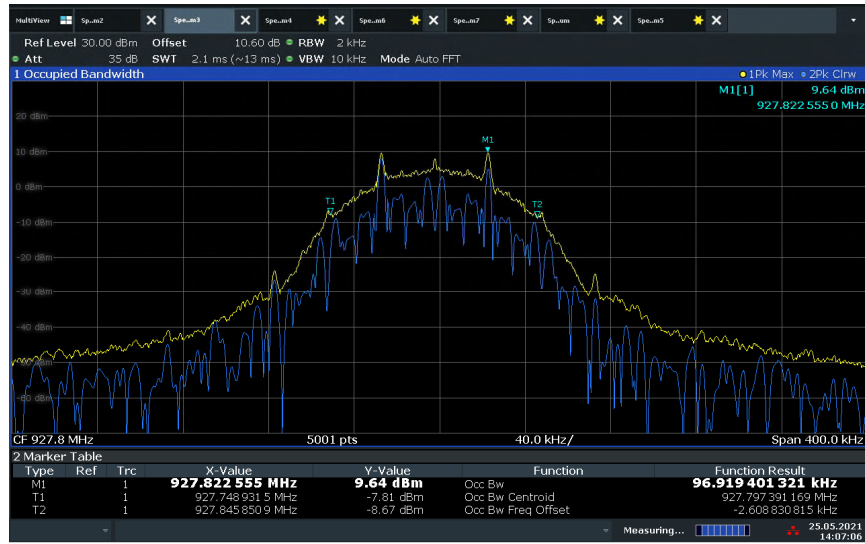 MultiView Sp..m2 X Spe..m3 X Spe..m4 X Spe..m6 X Spe..m7 X Spe..um X Spe..m5 X
Ref Level 30.00 dBm Offset 10.60 dB RBW 2 kHz
Att 35 dB SWT 2.1 ms (~13 ms) VBW 10 kHz Mode Auto FFT
1 Occupied Bandwidth 1Pk Max 2Pk Clrw
M1[1] 9.64 dBm
927.822 555 0 MHz
20 dBm
M1
10 dBm
0 dBm
T1
T2
-10 dBm
-20 dBm
-30 dBm
-40 dBm
-60 dBm
CF 927.8 MHz 5001 pts 40.0 kHz/ Span 400.0 kHz
2 Marker Table
Type Ref Trc X-Value Y-Value Function Function Result
M1 1 927.822 555 MHz 9.64 dBm Occ Bw 96.919 401 321 kHz
T1 1 927.748 931 5 MHz -7.81 dBm Occ Bw Centroid 927.797 391 169 MHz
T2 1 927.845 850 9 MHz -8.67 dBm Occ Bw Freq Offset -2.608 830 815 kHz
Measuring... 25.05.2021
14:07:06